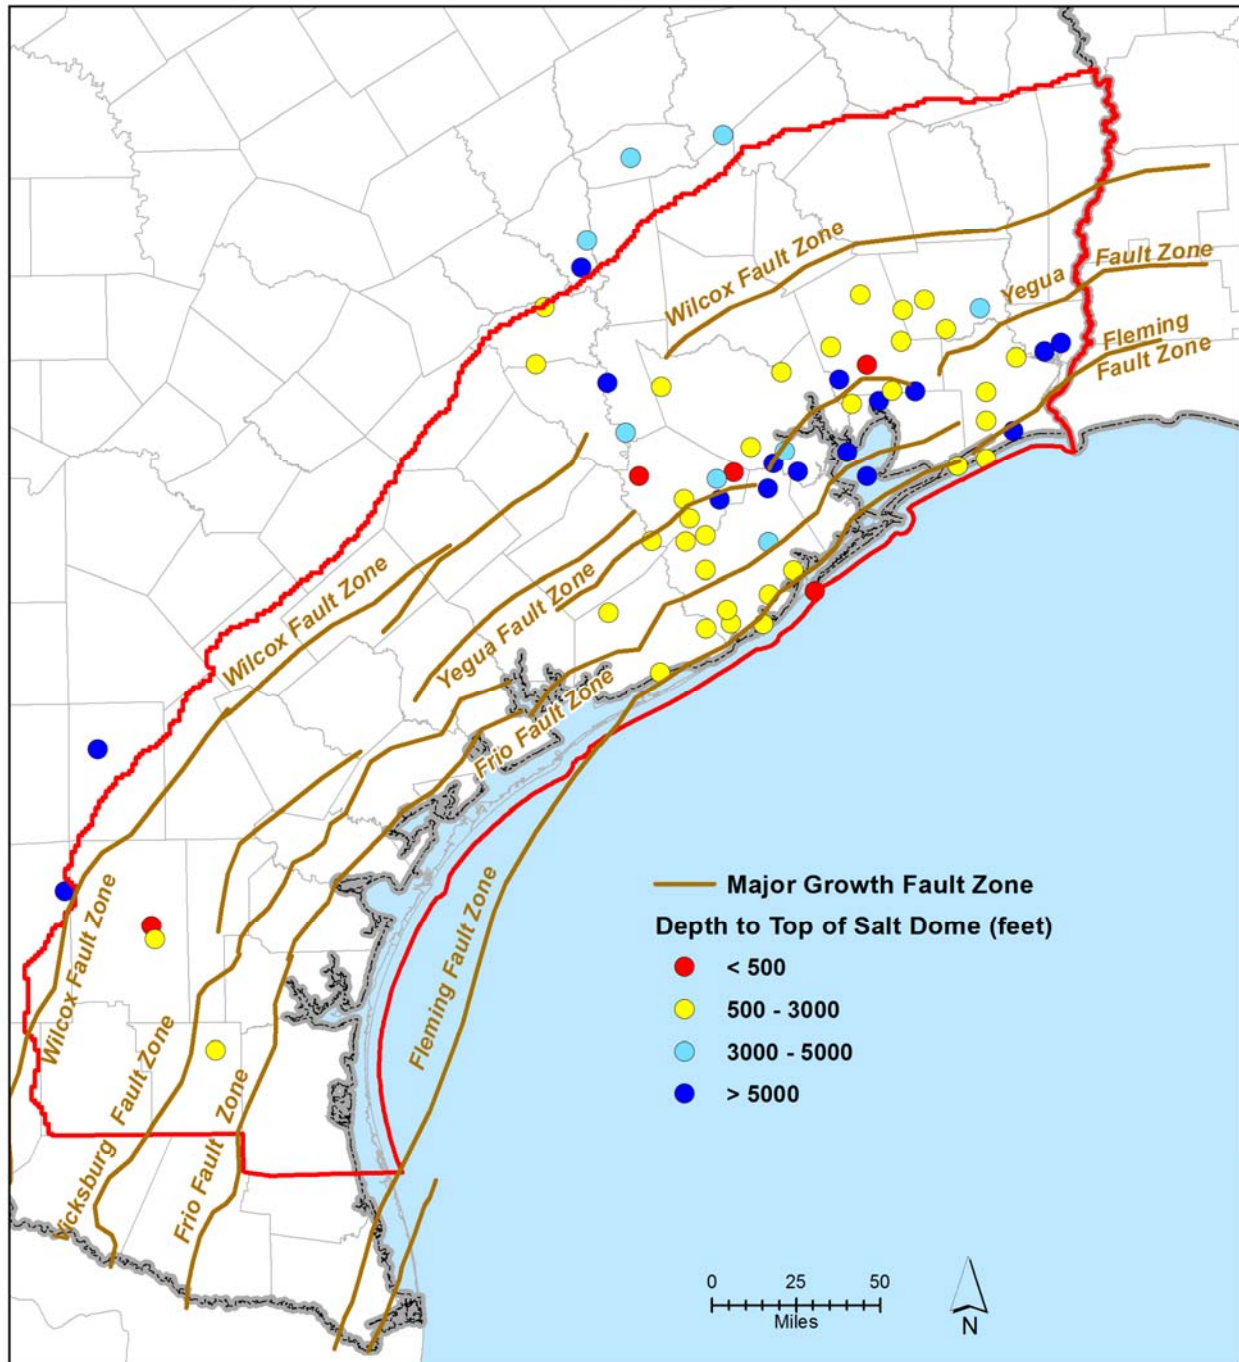 Wilcox Fault Zone
Yegua Fault Zone
Fleming
Fault Zone
Wilcox Fault Zone
Yegua Fault Zone
Frio Fault Zone
Major Growth Fault Zone
Depth to Top of Salt Dome (feet)
< 500
500 - 3000
3000 - 5000
> 5000
Wilcox Fault Zone
Fleming Fault Zone
Vicksburg Fault Zone
Frio Fault Zone
0 25 50
Miles
N